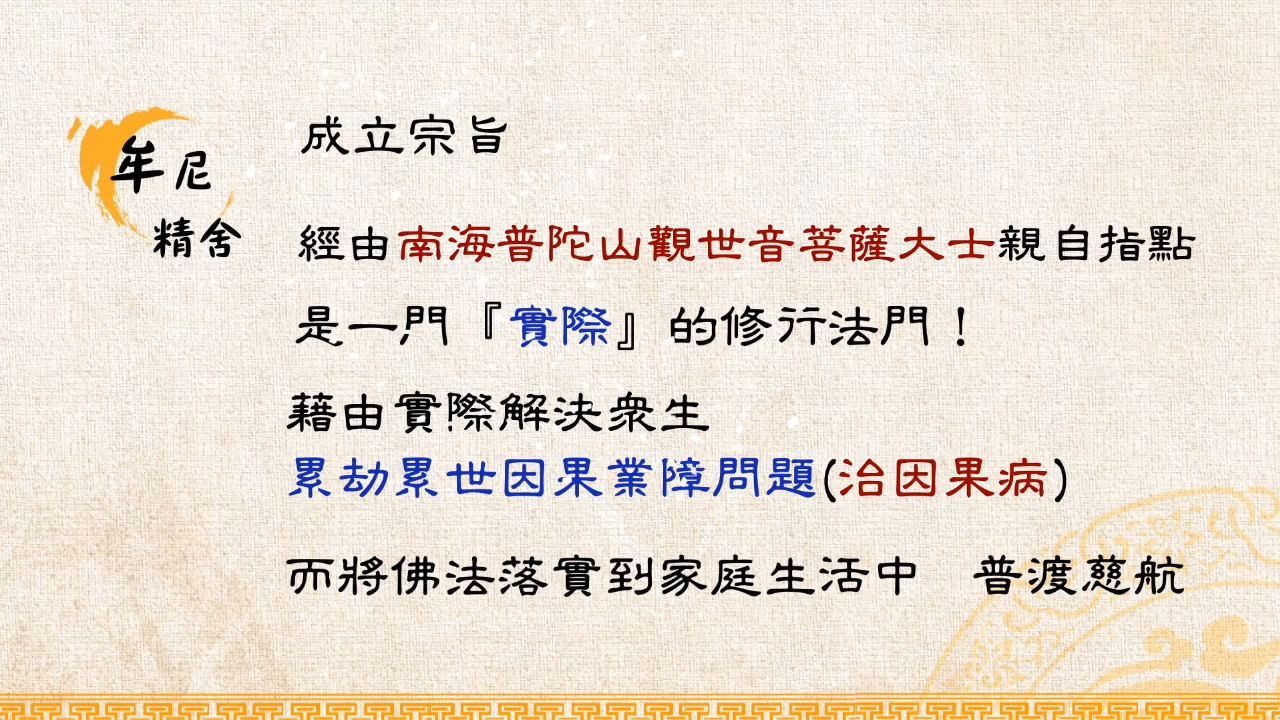 牟尼
精舍
成立宗旨
經由南海普陀山觀世音菩薩大士親自指點
是一門『實際』的修行法門！
藉由實際解決眾生
累劫累世因果業障問題(治因果病)
而將佛法落實到家庭生活中　普渡慈航